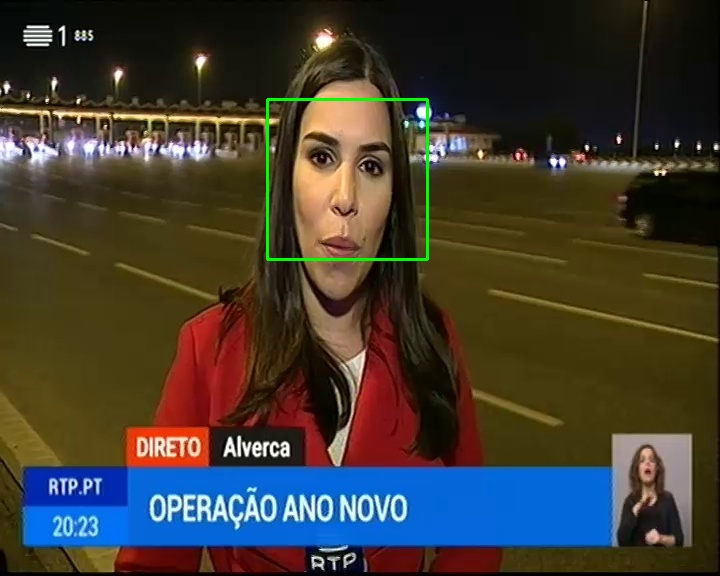 1 885
DIRETO Alverca
RTP.PT
OPERAÇÃO ANO NOVO
20:23
RTP